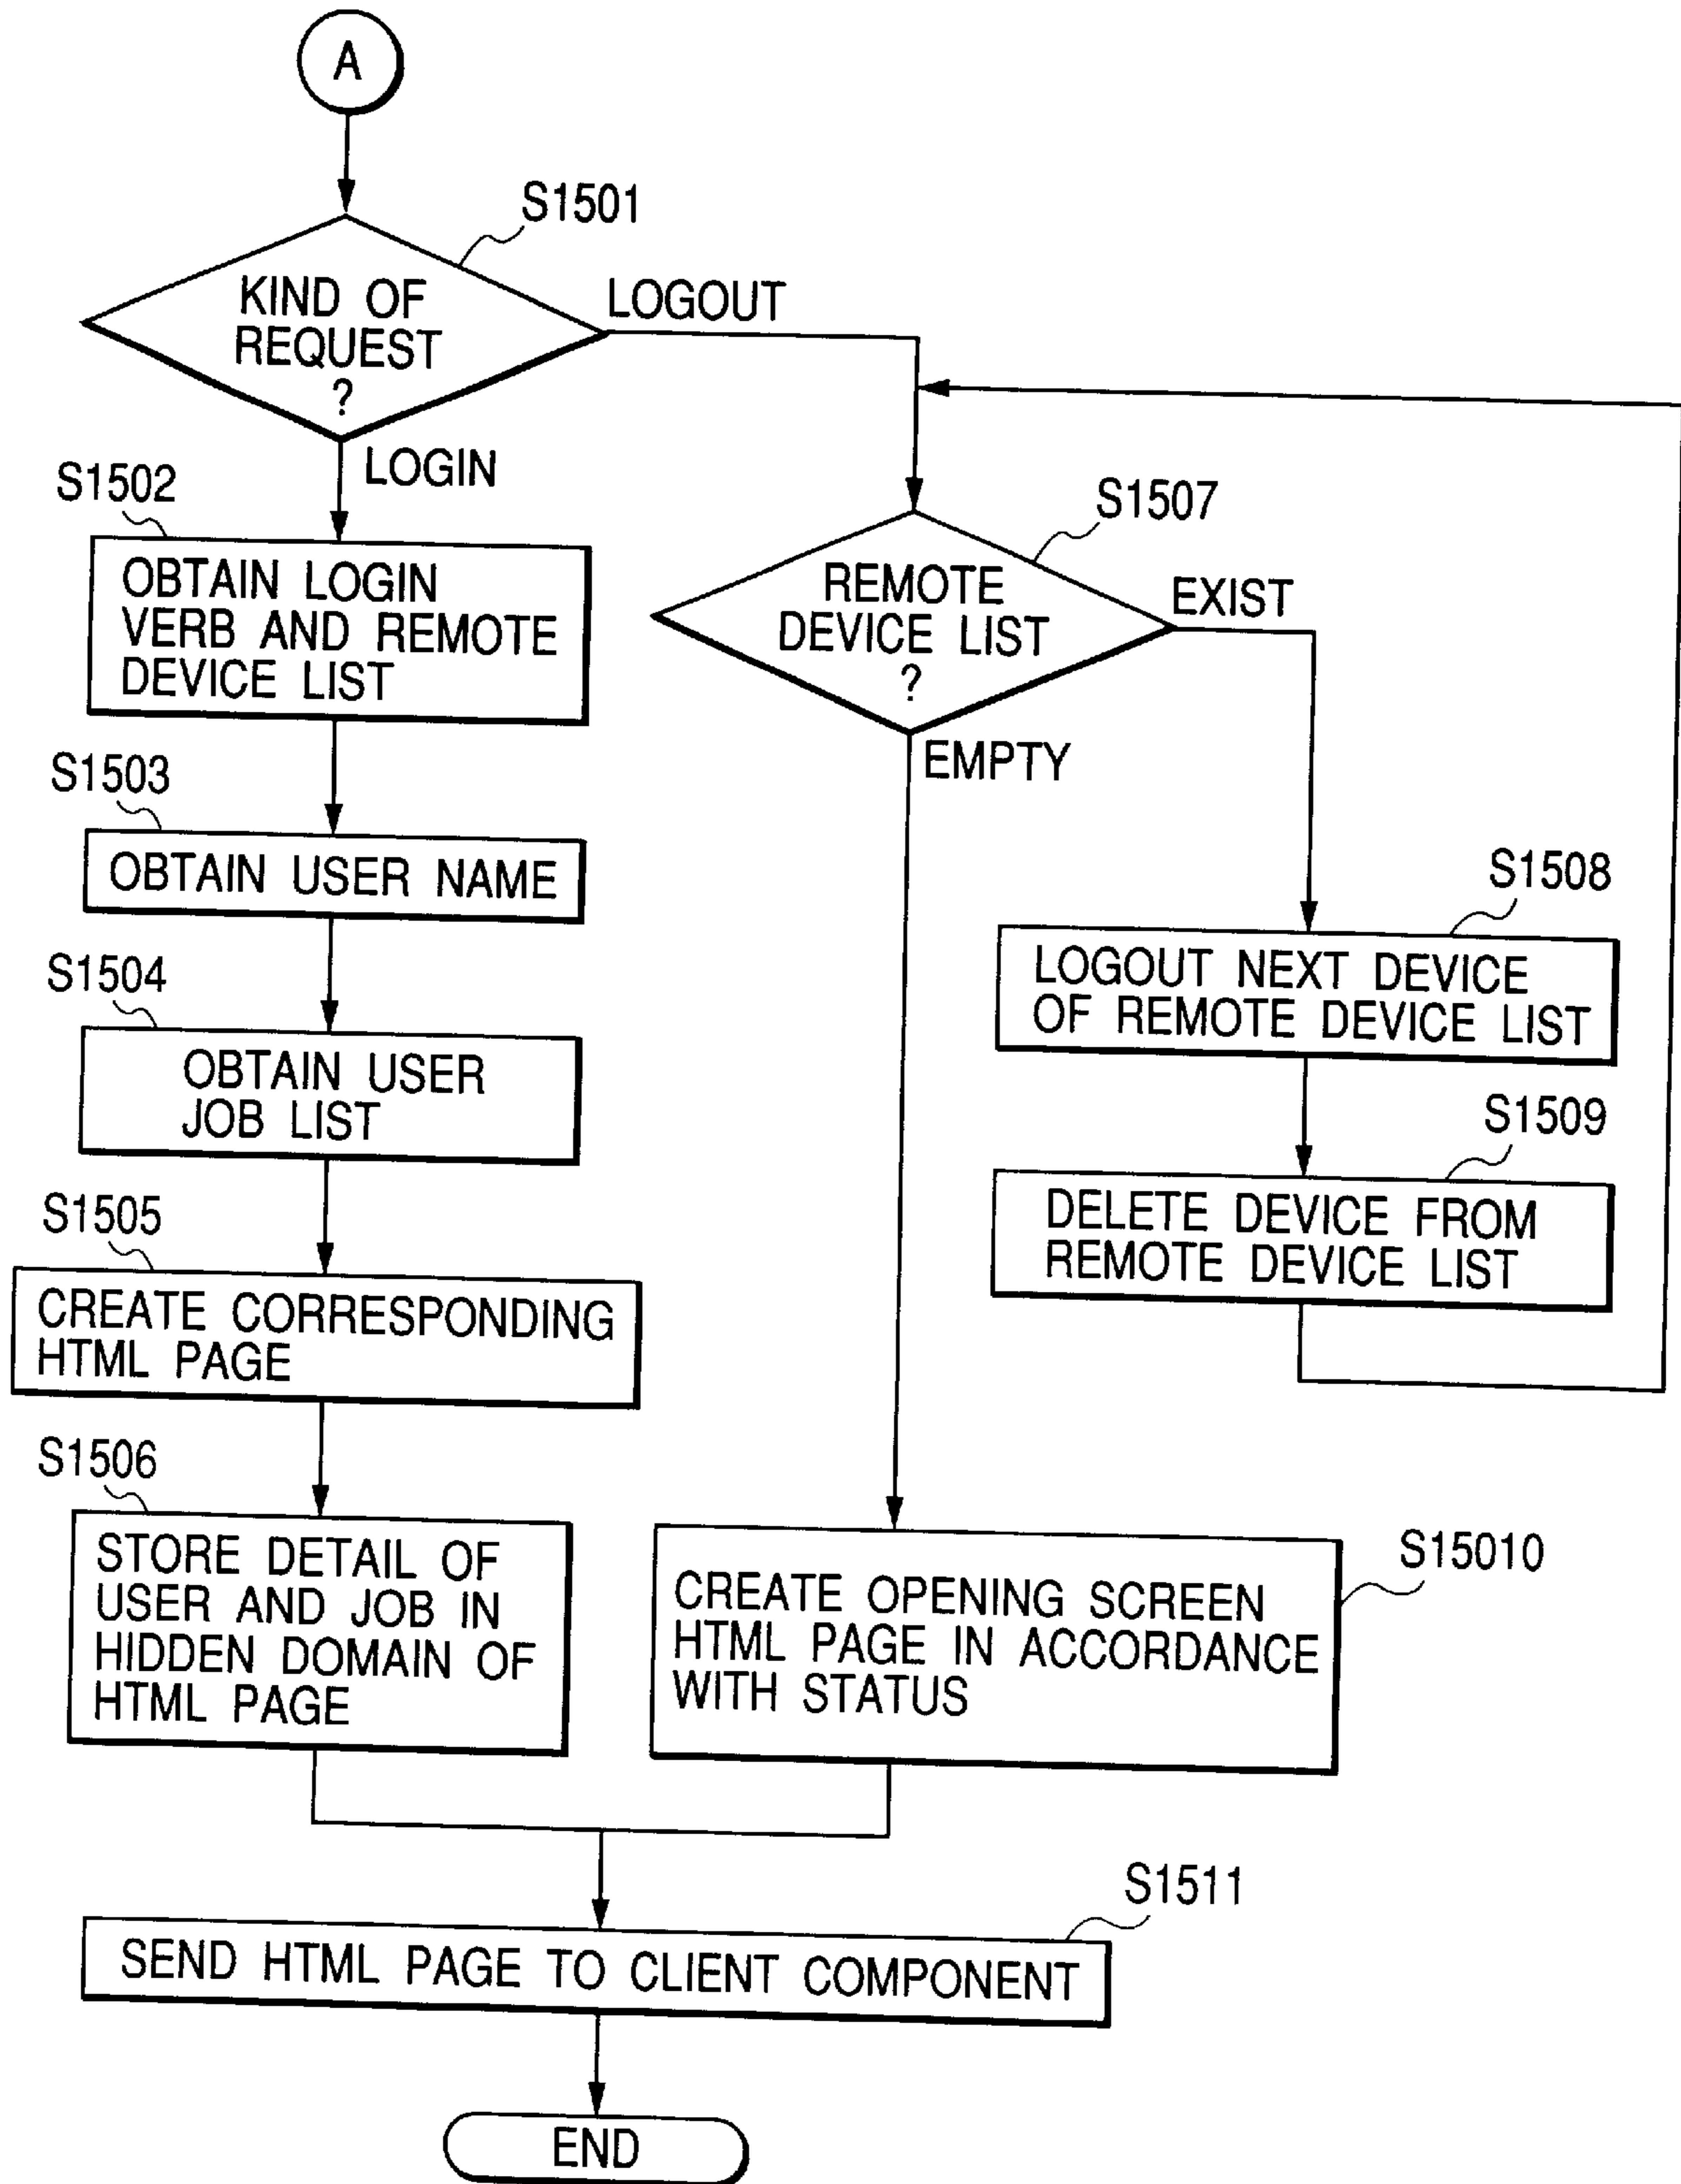 A
S1501
KIND OF
REQUEST
?
LOGOUT
LOGIN
S1502
OBTAIN LOGIN
VERB AND REMOTE
DEVICE LIST
S1503
OBTAIN USER NAME
S1504
OBTAIN USER
JOB LIST
S1505
CREATE CORRESPONDING
HTML PAGE
S1506
STORE DETAIL OF
USER AND JOB IN
HIDDEN DOMAIN OF
HTML PAGE
S1507
REMOTE
DEVICE LIST
?
EXIST
EMPTY
S1508
LOGOUT NEXT DEVICE
OF REMOTE DEVICE LIST
S1509
DELETE DEVICE FROM
REMOTE DEVICE LIST
S15010
CREATE OPENING SCREEN
HTML PAGE IN ACCORDANCE
WITH STATUS
S1511
SEND HTML PAGE TO CLIENT COMPONENT
END